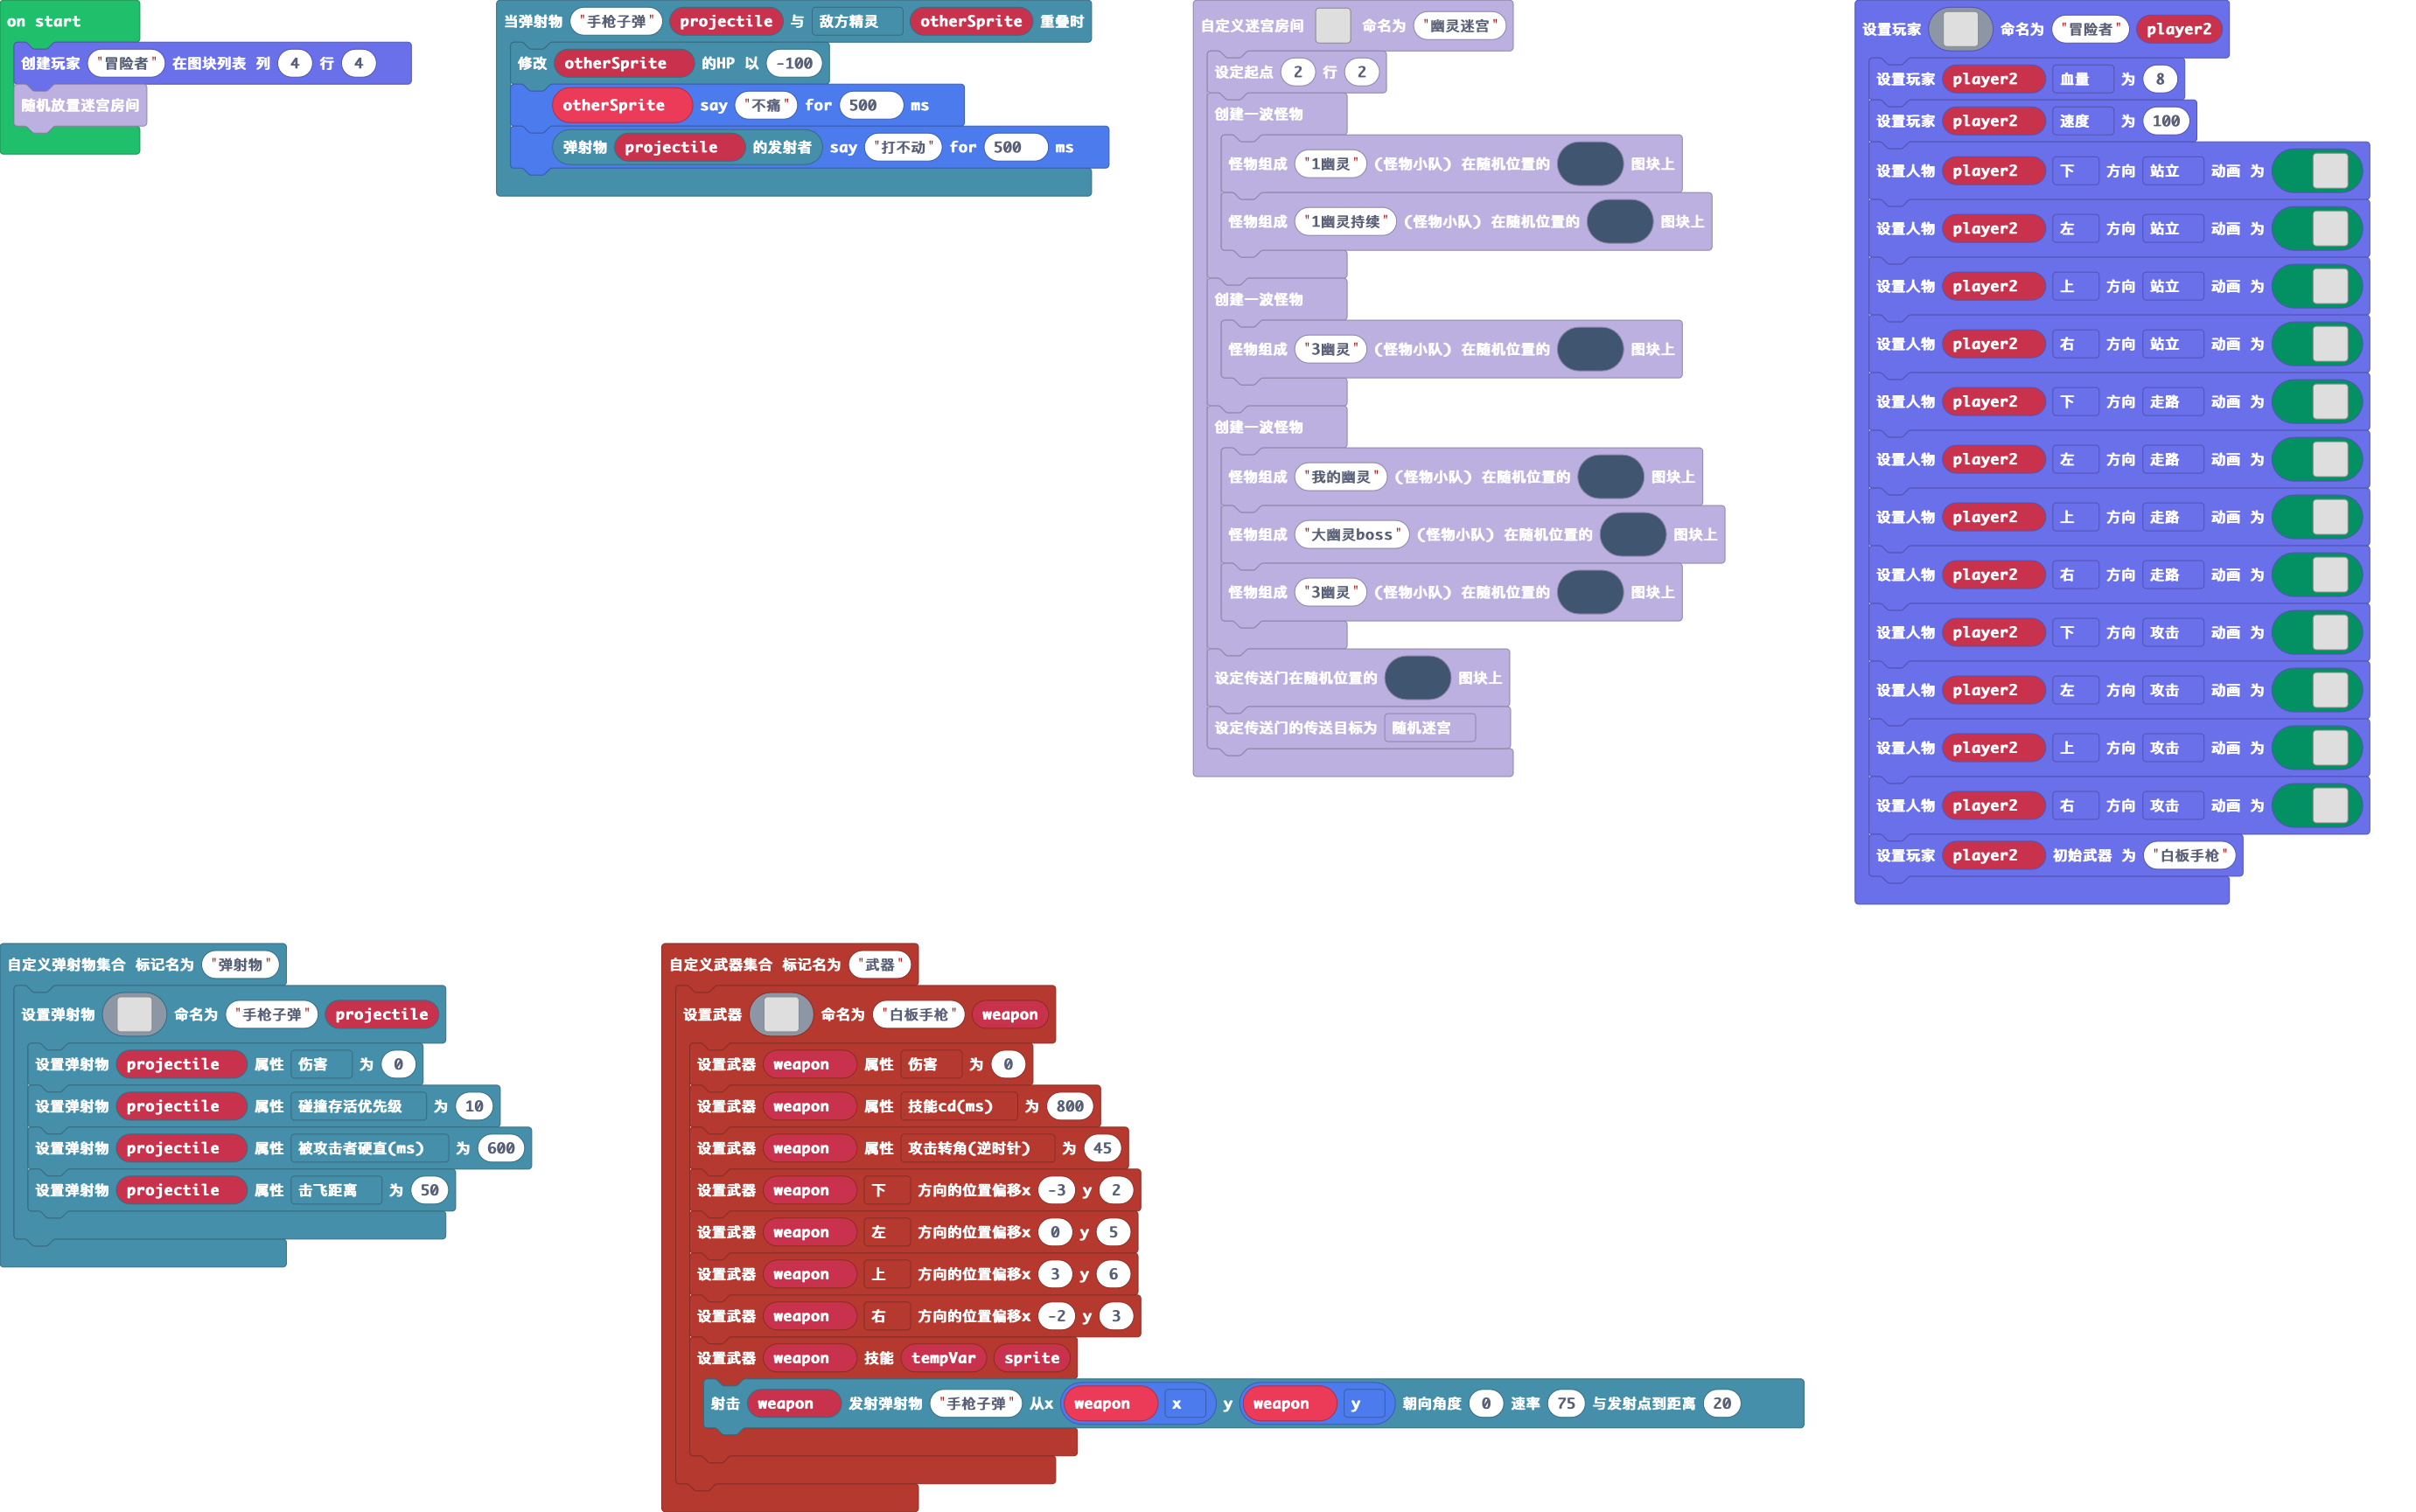 on start
创建玩家 "冒险者" 在图块列表 列 4 行 4
随机放置迷宫房间
当弹射物 "手枪子弹" projectile 与 敌方精灵 otherSprite 重叠时
修改 otherSprite 的HP 以 -100
otherSprite say "不痛" for 500 ms
弹射物 projectile 的发射者 say "打不动" for 500 ms
自定义迷宫房间 命名为 "幽灵迷宫"
设定起点 2 行 2
创建一波怪物
怪物组成 "1幽灵" (怪物小队) 在随机位置的 图块上
怪物组成 "1幽灵持续" (怪物小队) 在随机位置的 图块上
创建一波怪物
怪物组成 "3幽灵" (怪物小队) 在随机位置的 图块上
创建一波怪物
怪物组成 "我的幽灵" (怪物小队) 在随机位置的 图块上
怪物组成 "大幽灵boss" (怪物小队) 在随机位置的 图块上
怪物组成 "3幽灵" (怪物小队) 在随机位置的 图块上
设定传送门在随机位置的 图块上
设定传送门的传送目标为 随机迷宫
设置玩家 命名为 "冒险者" player2
设置玩家 player2 血量 为 8
设置玩家 player2 速度 为 100
设置人物 player2 下 方向 站立 动画 为
设置人物 player2 左 方向 站立 动画 为
设置人物 player2 上 方向 站立 动画 为
设置人物 player2 右 方向 站立 动画 为
设置人物 player2 下 方向 走路 动画 为
设置人物 player2 左 方向 走路 动画 为
设置人物 player2 上 方向 走路 动画 为
设置人物 player2 右 方向 走路 动画 为
设置人物 player2 下 方向 攻击 动画 为
设置人物 player2 左 方向 攻击 动画 为
设置人物 player2 上 方向 攻击 动画 为
设置人物 player2 右 方向 攻击 动画 为
设置玩家 player2 初始武器 为 "白板手枪"
自定义弹射物集合 标记名为 "弹射物"
设置弹射物 命名为 "手枪子弹" projectile
设置弹射物 projectile 属性 伤害 为 0
设置弹射物 projectile 属性 碰撞存活优先级 为 10
设置弹射物 projectile 属性 被攻击者硬直(ms) 为 600
设置弹射物 projectile 属性 击飞距离 为 50
自定义武器集合 标记名为 "武器"
设置武器 命名为 "白板手枪" weapon
设置武器 weapon 属性 伤害 为 0
设置武器 weapon 属性 技能cd(ms) 为 800
设置武器 weapon 属性 攻击转角(逆时针) 为 45
设置武器 weapon 下 方向的位置偏移x -3 y 2
设置武器 weapon 左 方向的位置偏移x 0 y 5
设置武器 weapon 上 方向的位置偏移x 3 y 6
设置武器 weapon 右 方向的位置偏移x -2 y 3
设置武器 weapon 技能 tempVar sprite
射击 weapon 发射弹射物 "手枪子弹" 从x weapon x y weapon y 朝向角度 0 速率 75 与发射点到距离 20